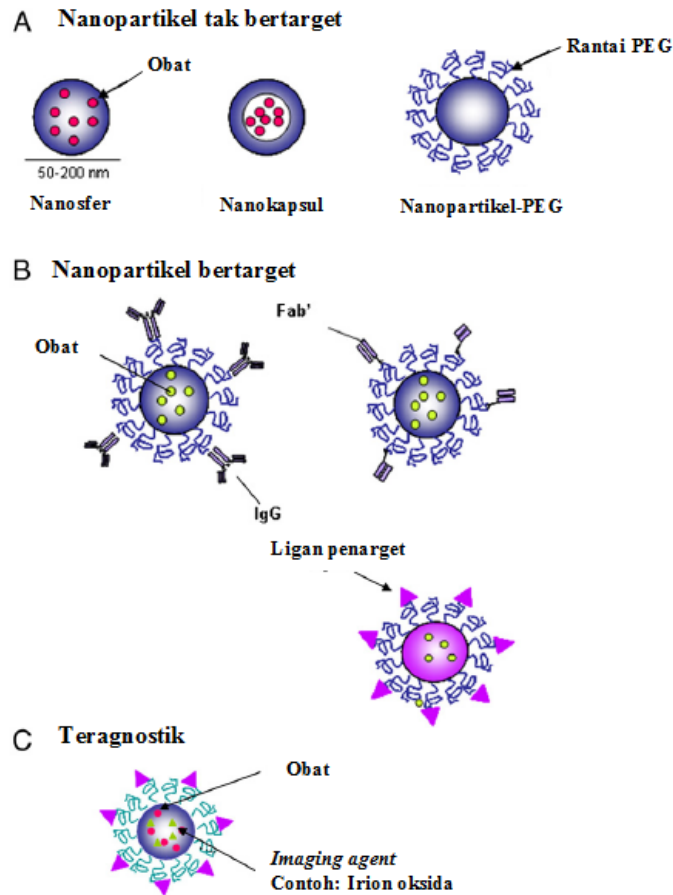 A Nanopartikel tak bertarget
Obat
Rantai PEG
50-200 nm
Nanosfer
Nanokapsul
Nanopartikel-PEG
B Nanopartikel bertarget
Fab'
Obat
IgG
Ligan penarget
C Teragnostik
Obat
Imaging agent
Contoh: Irion oksida